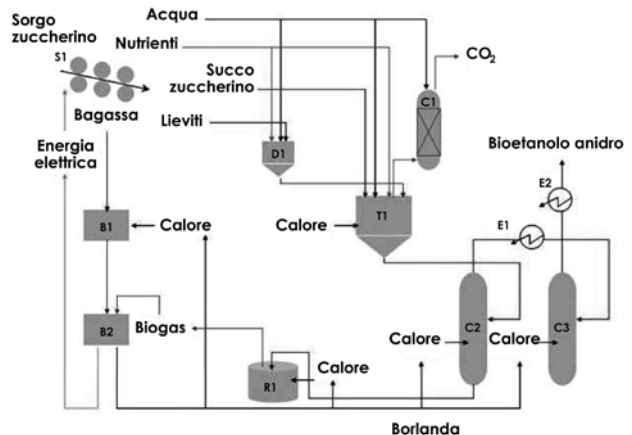 Sorgo
zuccherino
S1
Acqua
Nutrienti
Succo
zuccherino
CO2
C1
Bagassa
Lieviti
D1
Energia
elettrica
Bioetanolo anidro
E2
E1
T1
Calore
B1
Calore
B2
Biogas
C2
C3
Calore
Calore
R1
Calore
Borlanda